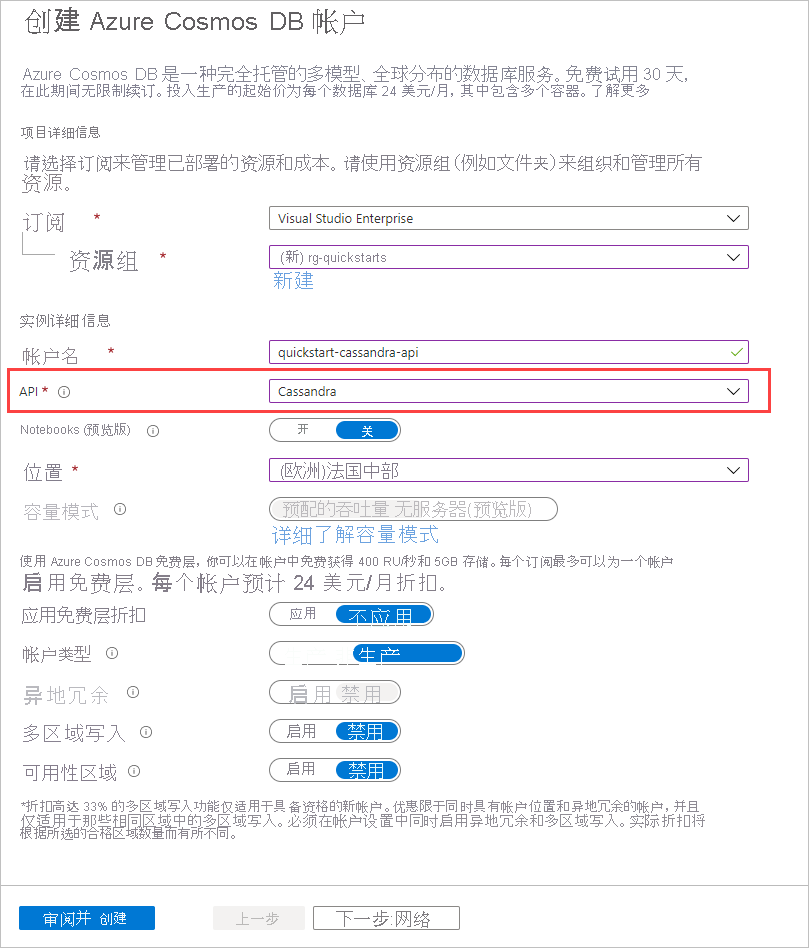 创建 Azure Cosmos DB 帐户
Azure Cosmos DB 是一种完全托管的多模型、全球分布的数据库服务。免费试用 30 天,
在此期间无限制续订。投入生产的起始价为每个数据库 24 美元/月,其中包含多个容器。了解更多
项目详细信息
请选择订阅来管理已部署的资源和成本。请使用资源组(例如文件夹)来组织和管理所有
资源。
订阅 * Visual Studio Enterprise
资源组 * (新) rg-quickstarts
新建
实例详细信息
帐户名 * quickstart-cassandra-api
API * Cassandra
Notebooks (预览版) 开 关
位置 * (欧洲)法国中部
容量模式 预配的吞吐量 无服务器(预览版)
详细了解容量模式
使用 Azure Cosmos DB 免费层,你可以在帐户中免费获得 400 RU/秒和 5GB 存储。每个订阅最多可以为一个帐户
启用免费层。每个帐户预计 24 美元/月折扣。
应用免费层折扣 应用 不应用
帐户类型 生产
异地冗余 启用 禁用
多区域写入 启用 禁用
可用性区域 启用 禁用
*折扣高达 33% 的多区域写入功能仅适用于具备资格的新帐户。优惠限于同时具有帐户位置和异地冗余的帐户,并且
仅适用于那些相同区域中的多区域写入。必须在帐户设置中同时启用异地冗余和多区域写入。实际折扣将
根据所选的合格区域数量而有所不同。
审阅并 创建 上一步 下一步:网络